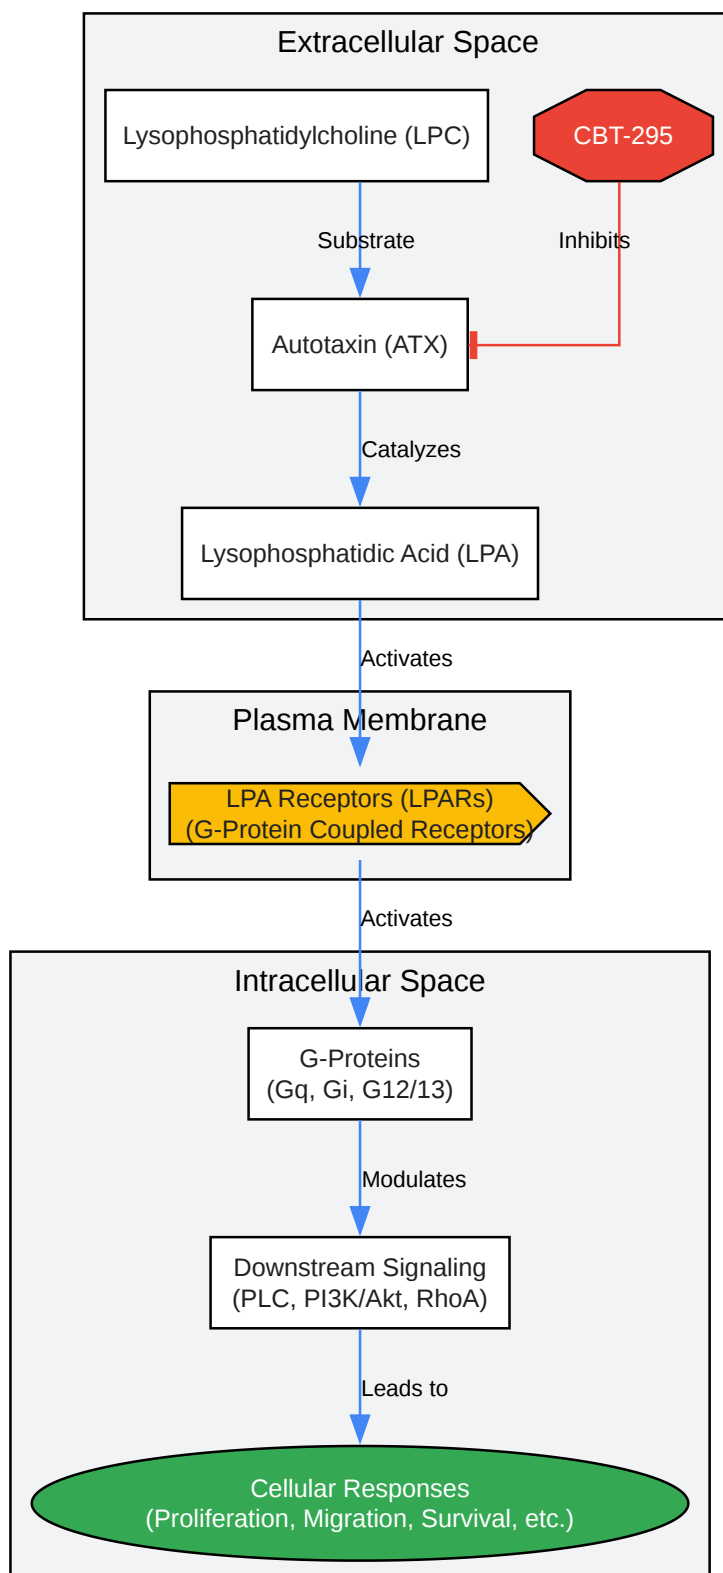 Extracellular Space
Lysophosphatidylcholine (LPC)
CBT-295
Substrate
Inhibits
Autotaxin (ATX)
Catalyzes
Lysophosphatidic Acid (LPA)
Activates
Plasma Membrane
LPA Receptors (LPARs)
(G-Protein Coupled Receptors)
Activates
Intracellular Space
G-Proteins
(Gq, Gi, G12/13)
Modulates
Downstream Signaling
(PLC, PI3K/Akt, RhoA)
Leads to
Cellular Responses
(Proliferation, Migration, Survival, etc.)